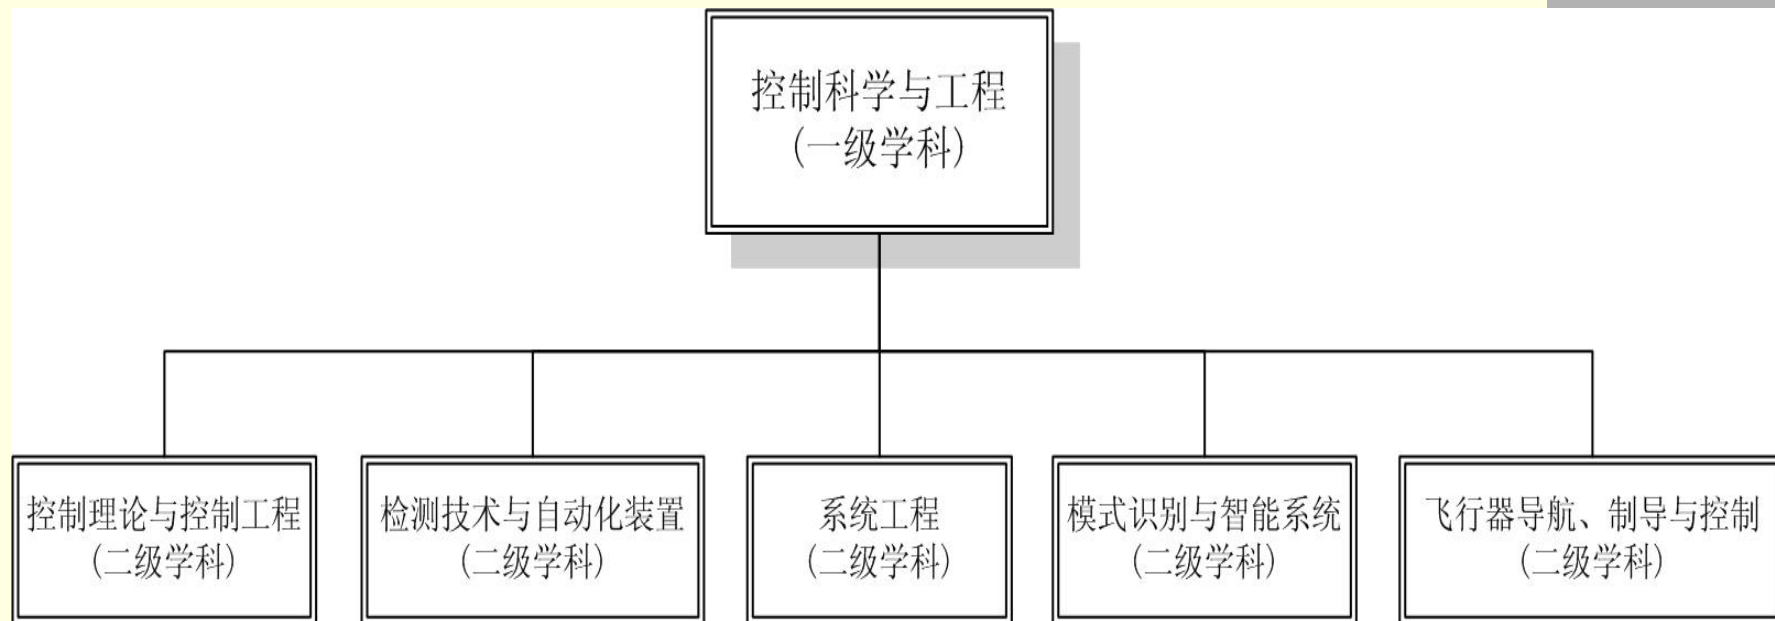 控制科学与工程
(一级学科)
控制理论与控制工程
(二级学科)
检测技术与自动化装置
(二级学科)
系统工程
(二级学科)
模式识别与智能系统
(二级学科)
飞行器导航、制导与控制
(二级学科)